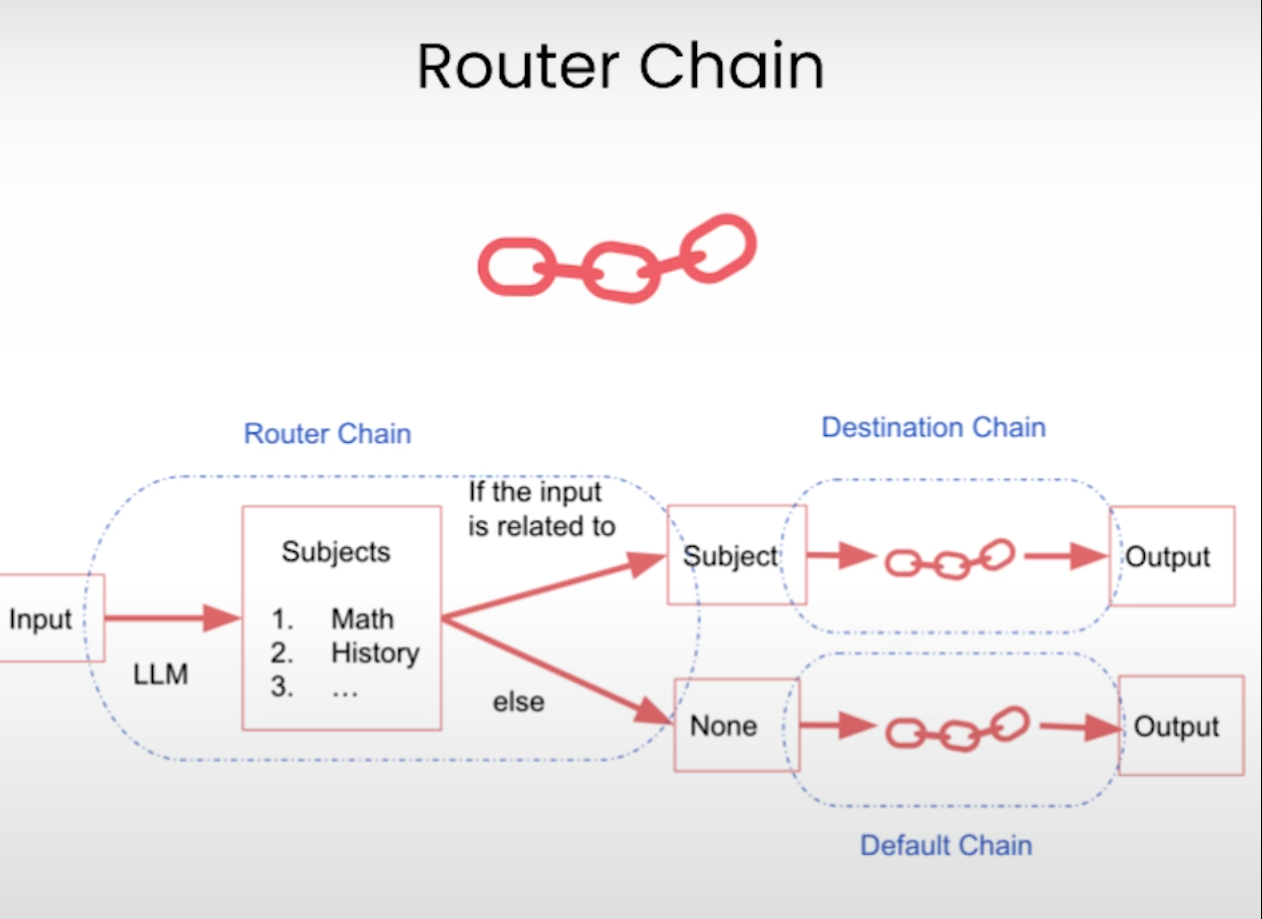 Router Chain
Router Chain
Destination Chain
If the input
is related to
Subjects
1. Math
2. History
3. ...
Input
LLM
else
Subject
Output
None
Output
Default Chain